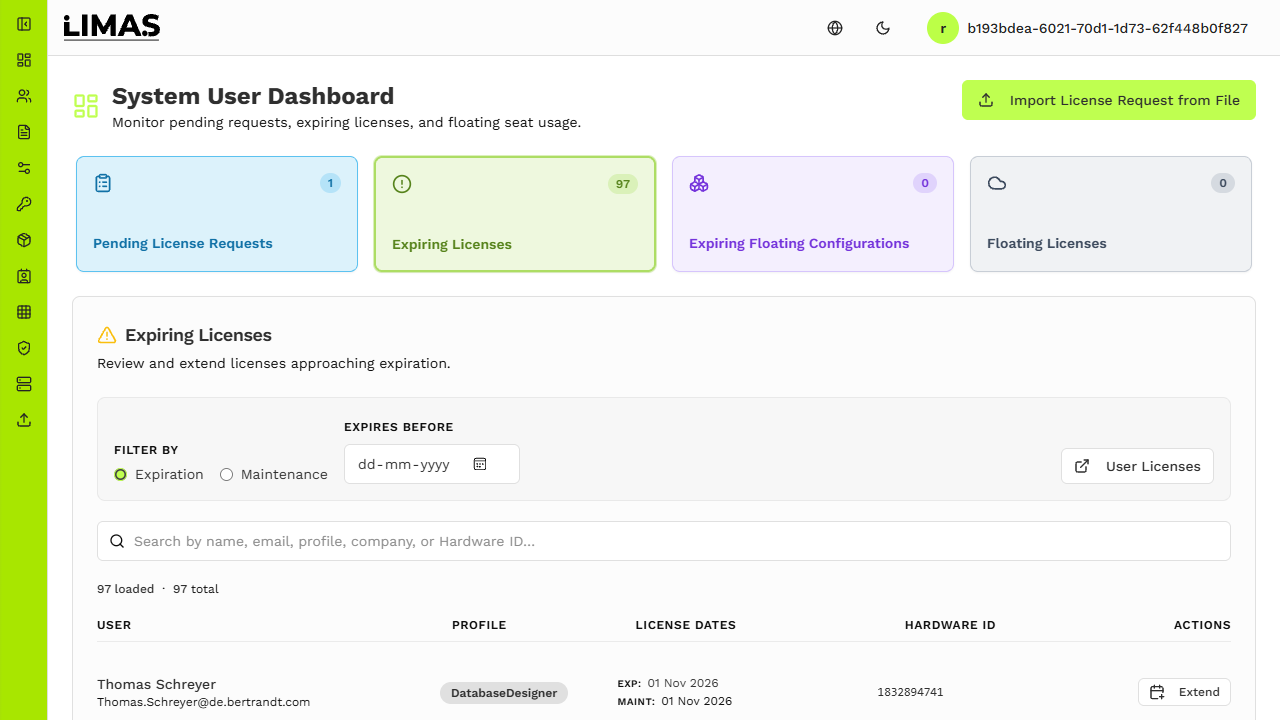 LIMAS
r
b193bdea-6021-70d1-1d73-62f448b0f827
System User Dashboard
Monitor pending requests, expiring licenses, and floating seat usage.
Import License Request from File
1
Pending License Requests
97
Expiring Licenses
0
Expiring Floating Configurations
0
Floating Licenses
Expiring Licenses
Review and extend licenses approaching expiration.
FILTER BY
Expiration
Maintenance
EXPIRES BEFORE
dd-mm-yyyy
User Licenses
Search by name, email, profile, company, or Hardware ID...
97 loaded · 97 total
USER PROFILE LICENSE DATES HARDWARE ID ACTIONS
Thomas Schreyer
Thomas.Schreyer@de.bertrandt.com
DatabaseDesigner
EXP: 01 Nov 2026
MAINT: 01 Nov 2026
1832894741
Extend